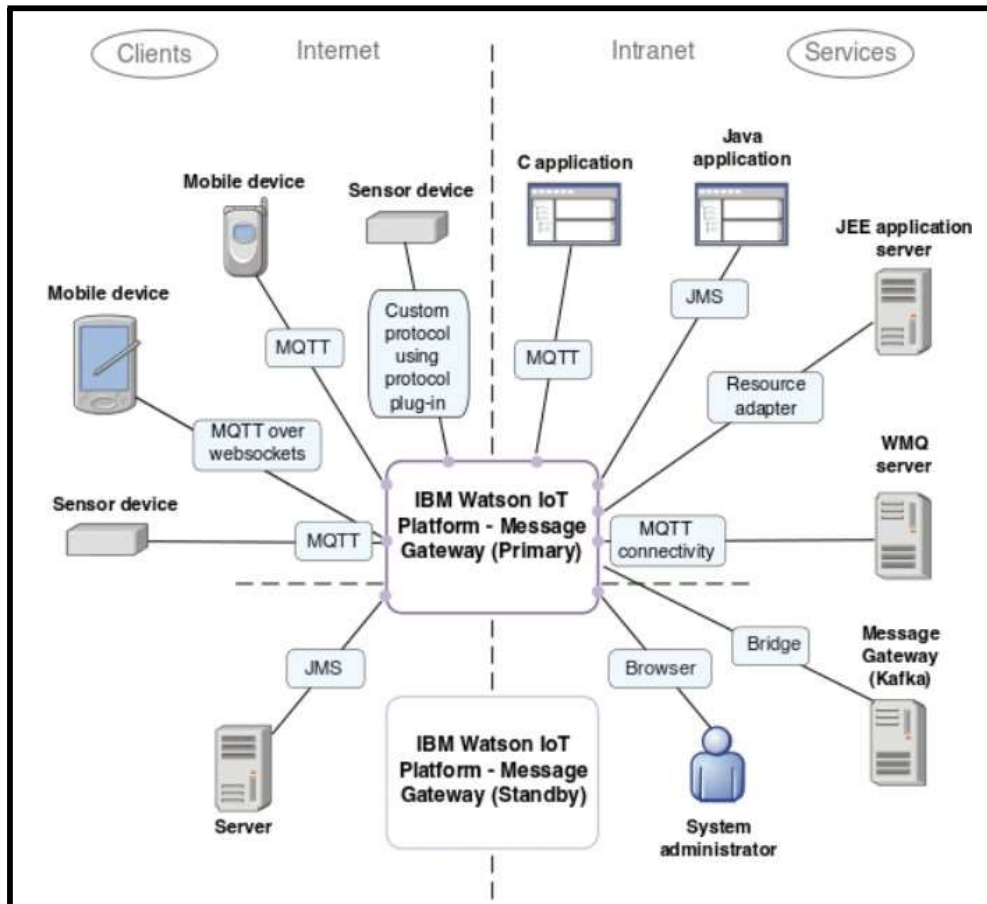 Clients
Internet
Intranet
Services
Mobile device
Sensor device
C application
Java
application
JEE application
server
Mobile device
MQTT
Custom
protocol
using
protocol
plug-in
MQTT
JMS
Resource
adapter
MQTT over
websockets
WMQ
server
Sensor device
MQTT
IBM Watson IoT
Platform - Message
Gateway (Primary)
MQTT
connectivity
JMS
Browser
Bridge
Message
Gateway
(Kafka)
IBM Watson IoT
Platform - Message
Gateway (Standby)
Server
System
administrator